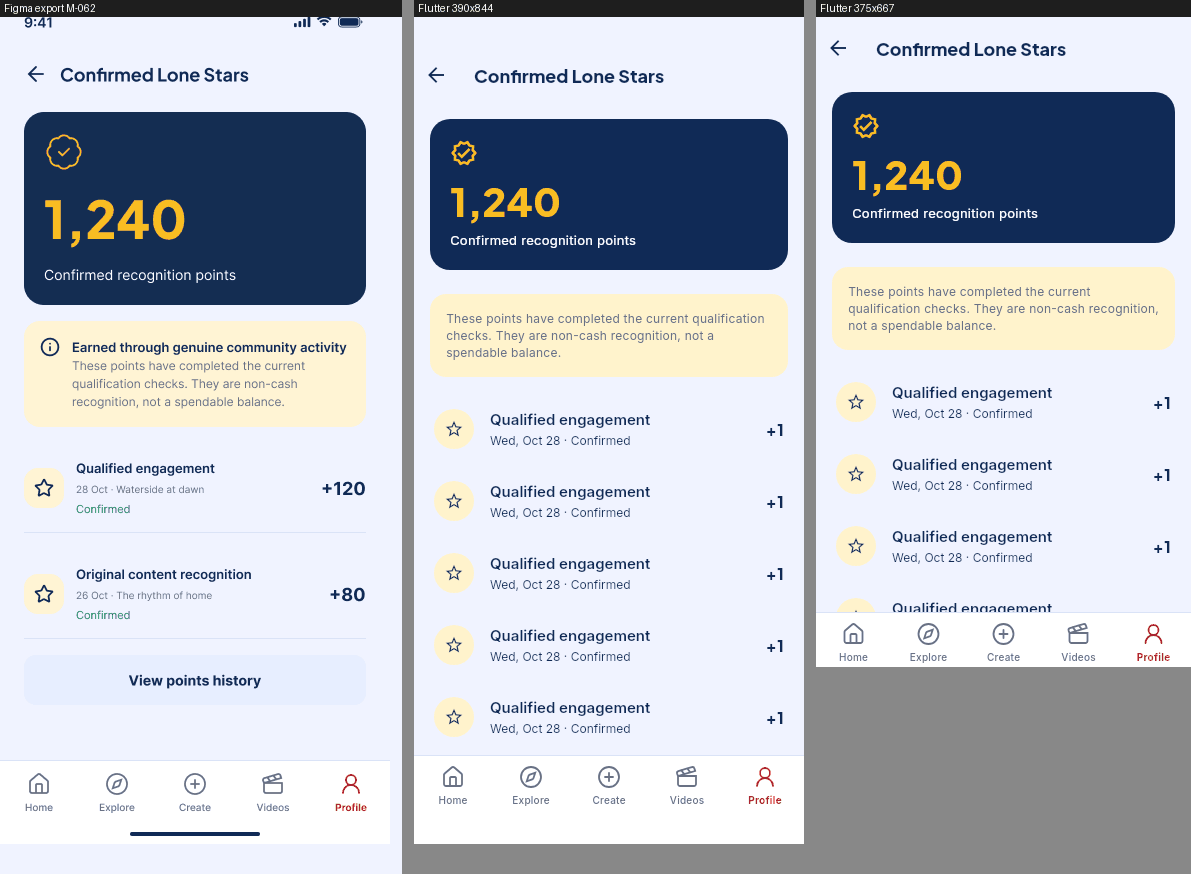 Figma export M-062
9:41
Confirmed Lone Stars
1,240
Confirmed recognition points
Earned through genuine community activity
These points have completed the current
qualification checks. They are non-cash
recognition, not a spendable balance.
Qualified engagement
28 Oct · Waterside at dawn
Confirmed
+120
Original content recognition
26 Oct · The rhythm of home
Confirmed
+80
View points history
Home
Explore
Create
Videos
Profile
Flutter 390x844
Confirmed Lone Stars
1,240
Confirmed recognition points
These points have completed the current qualification
checks. They are non-cash recognition, not a
spendable balance.
Qualified engagement
Wed, Oct 28 · Confirmed
+1
Qualified engagement
Wed, Oct 28 · Confirmed
+1
Qualified engagement
Wed, Oct 28 · Confirmed
+1
Qualified engagement
Wed, Oct 28 · Confirmed
+1
Qualified engagement
Wed, Oct 28 · Confirmed
+1
Home
Explore
Create
Videos
Profile
Flutter 375x667
Confirmed Lone Stars
1,240
Confirmed recognition points
These points have completed the current
qualification checks. They are non-cash recognition,
not a spendable balance.
Qualified engagement
Wed, Oct 28 · Confirmed
+1
Qualified engagement
Wed, Oct 28 · Confirmed
+1
Qualified engagement
Wed, Oct 28 · Confirmed
+1
Qualified engagement
Home
Explore
Create
Videos
Profile